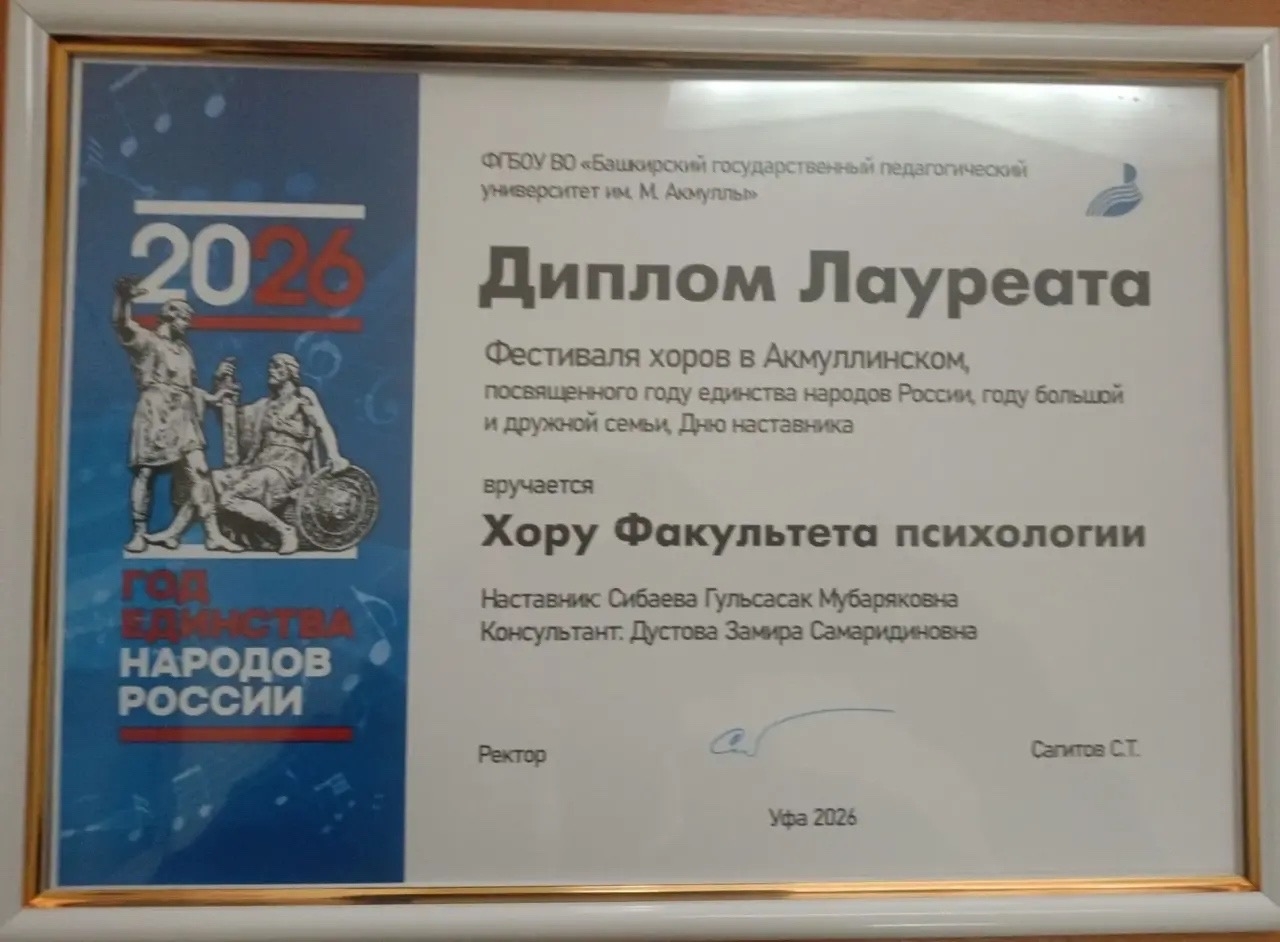 2026
ГОД
ЕДИНСТВА
НАРОДОВ
РОССИИ
ФГБОУ ВО «Башкирский государственный педагогический
университет им. М. Акмуллы»
Диплом Лауреата
Фестиваля хоров в Акмуллинском,
посвященного году единства народов России, году большой
и дружной семьи, Дню наставника
вручается
Хору Факультета психологии
Наставник: Сибаева Гульсасак Мубаряковна
Консультант: Дустова Замира Самаридиновна
Ректор
Сагитов С.Т.
Уфа 2026